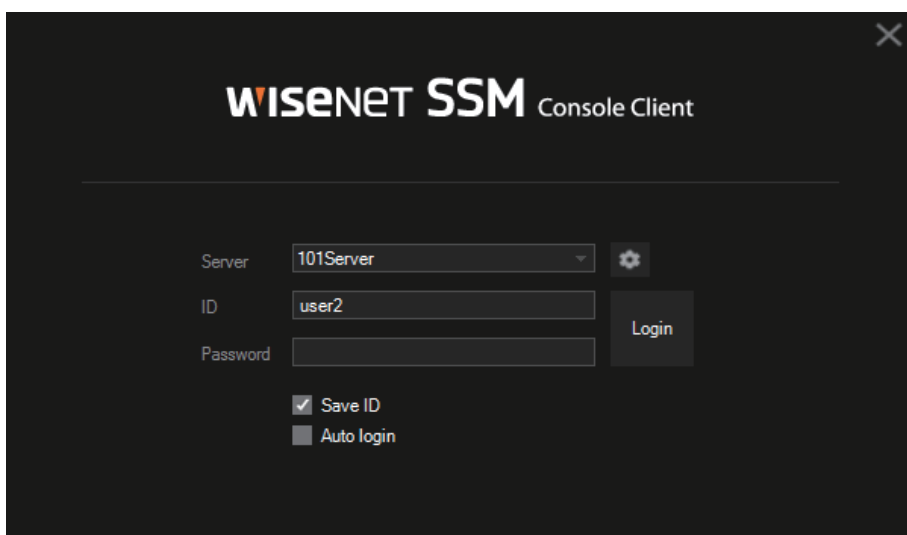 WISENET SSM Console Client
Server 101Server
ID user2
Login
Password
Save ID
Auto login